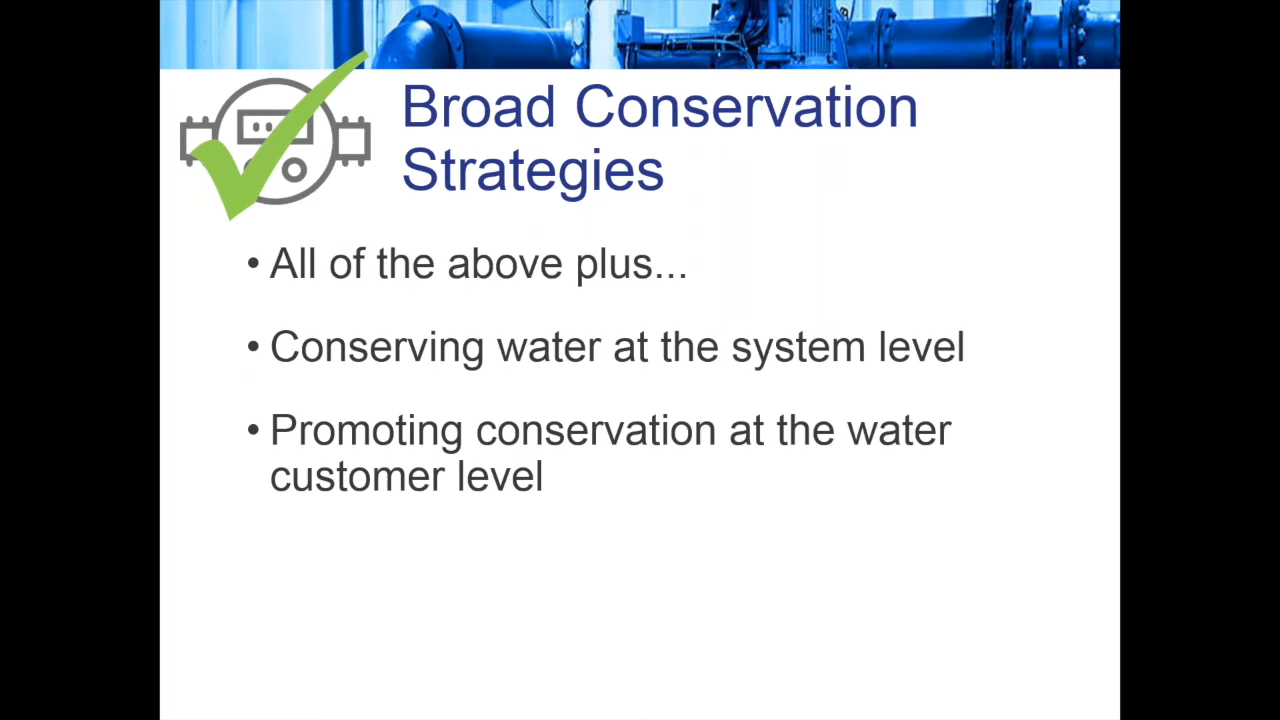 Broad Conservation
Strategies
• All of the above plus...
• Conserving water at the system level
• Promoting conservation at the water
customer level